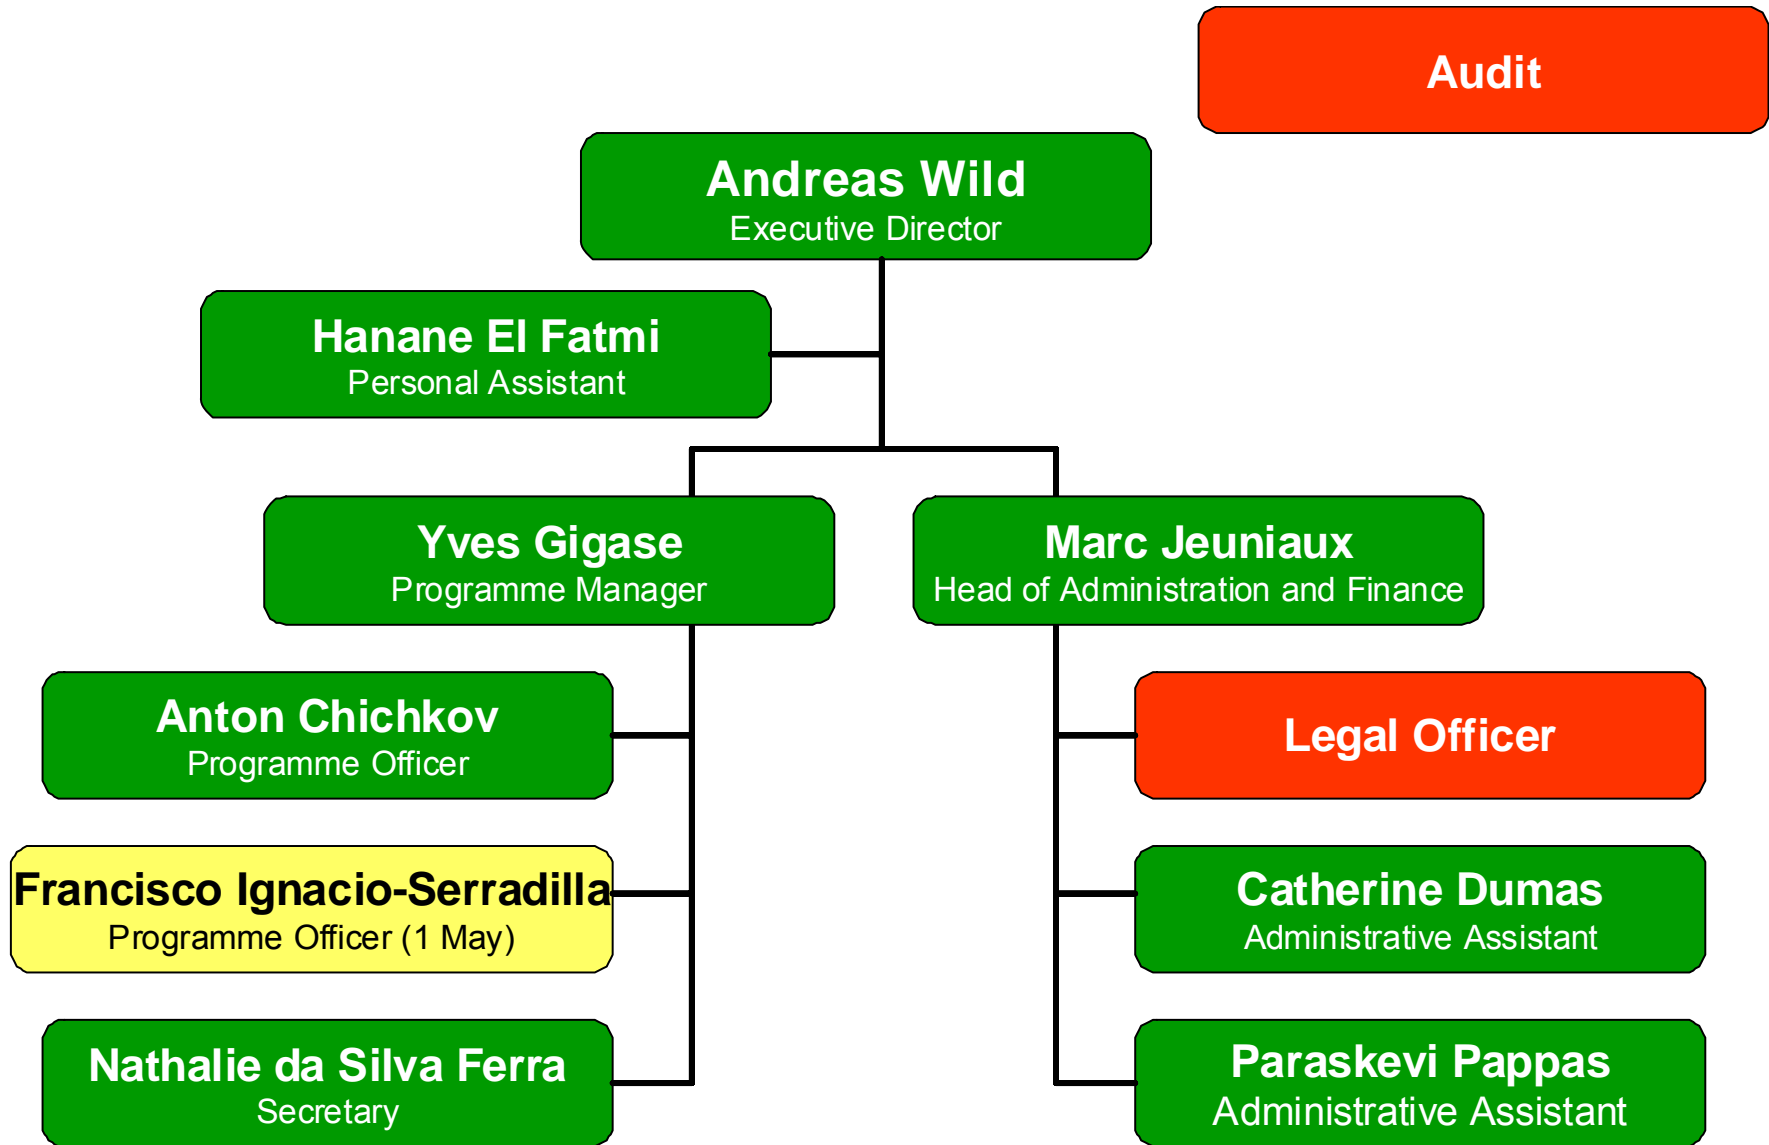 Audit
Andreas Wild
Executive Director
Hanane El Fatmi
Personal Assistant
Yves Gigase
Programme Manager
Marc Jeuniaux
Head of Administration and Finance
Anton Chichkov
Programme Officer
Legal Officer
Francisco Ignacio-Serradilla
Programme Officer (1 May)
Catherine Dumas
Administrative Assistant
Nathalie da Silva Ferra
Secretary
Paraskevi Pappas
Administrative Assistant